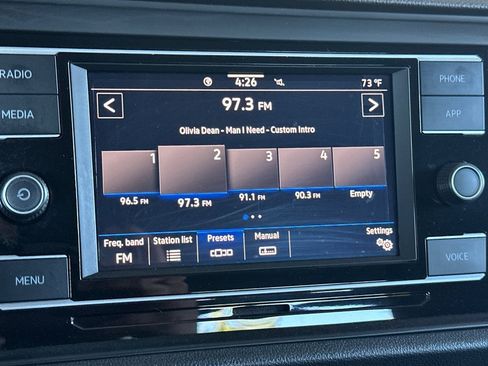 RADIO
MEDIA
MENU
PHONE
APP
VOICE
4:26
73 °F
97.3 FM
Olivia Dean - Man I Need - Custom Intro
1 2 3 4 5
96.5 FM 97.3 FM 91.1 FM 90.3 FM Empty
Freq. band Station list Presets Manual Settings
FM